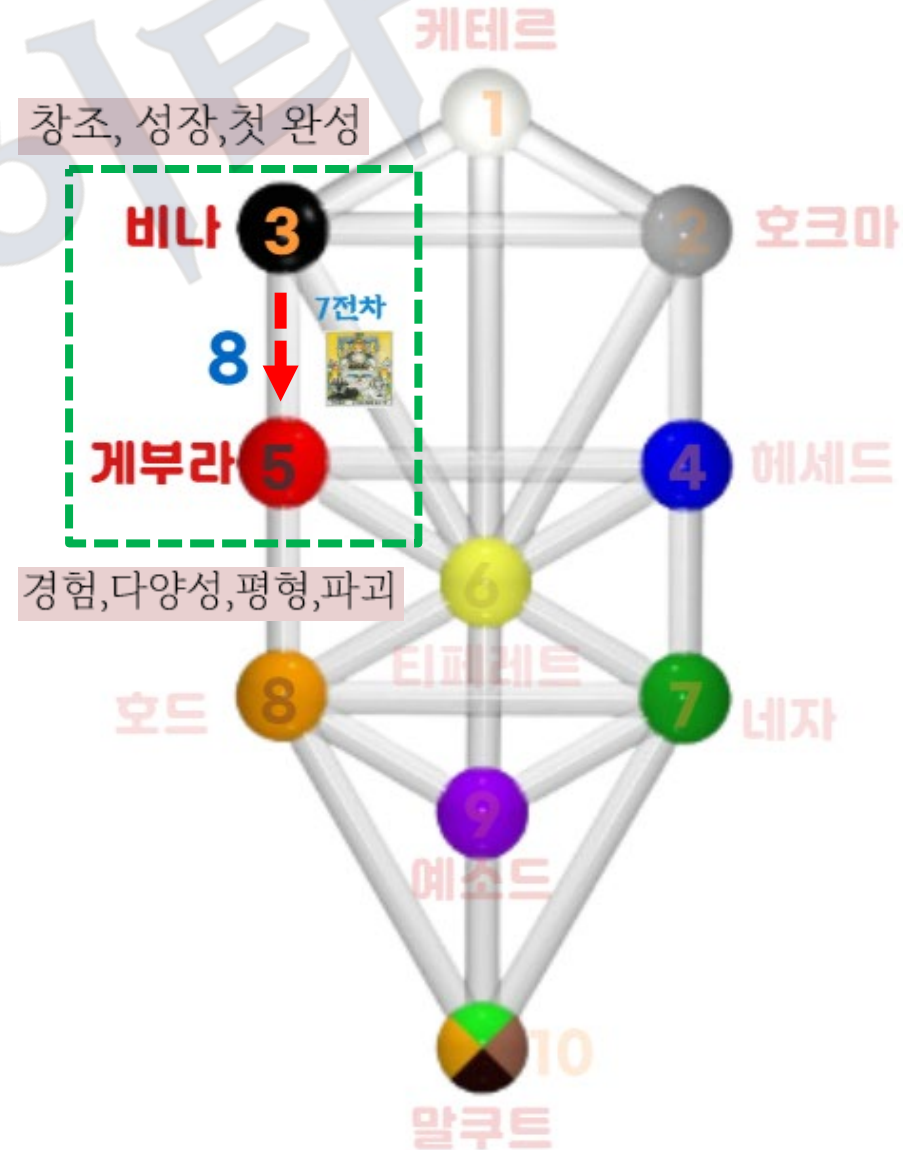 케테르
창조, 성장,첫 완성
1
비나
3
2
호크마
7전차
8
게부라
5
4
헤세드
6
경험,다양성,평형,파괴
티페레트
호드
8
7
네자
9
예소드
10
말쿠트